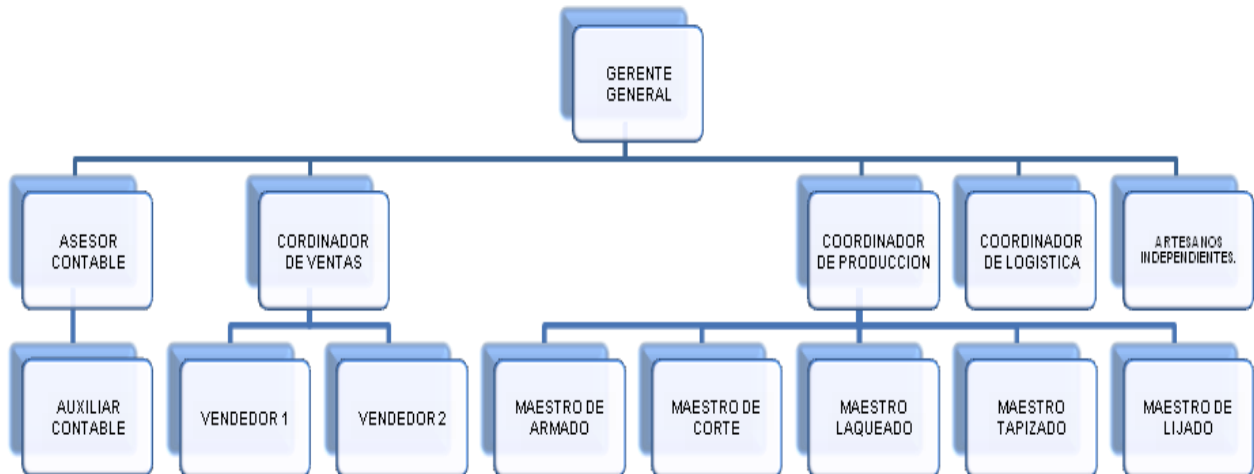 GERENTE
GENERAL
ASESOR
CONTABLE
CORDINADOR
DE VENTAS
COORDINADOR
DE PRODUCCION
COORDINADOR
DE LOGISTICA
ARTESANOS
INDEPENDIENTES.
AUXILIAR
CONTABLE
VENDEDOR 1
VENDEDOR 2
MAESTRO DE
ARMADO
MAESTRO DE
CORTE
MAESTRO
LAQUEADO
MAESTRO
TAPIZADO
MAESTRO DE
LIJADO